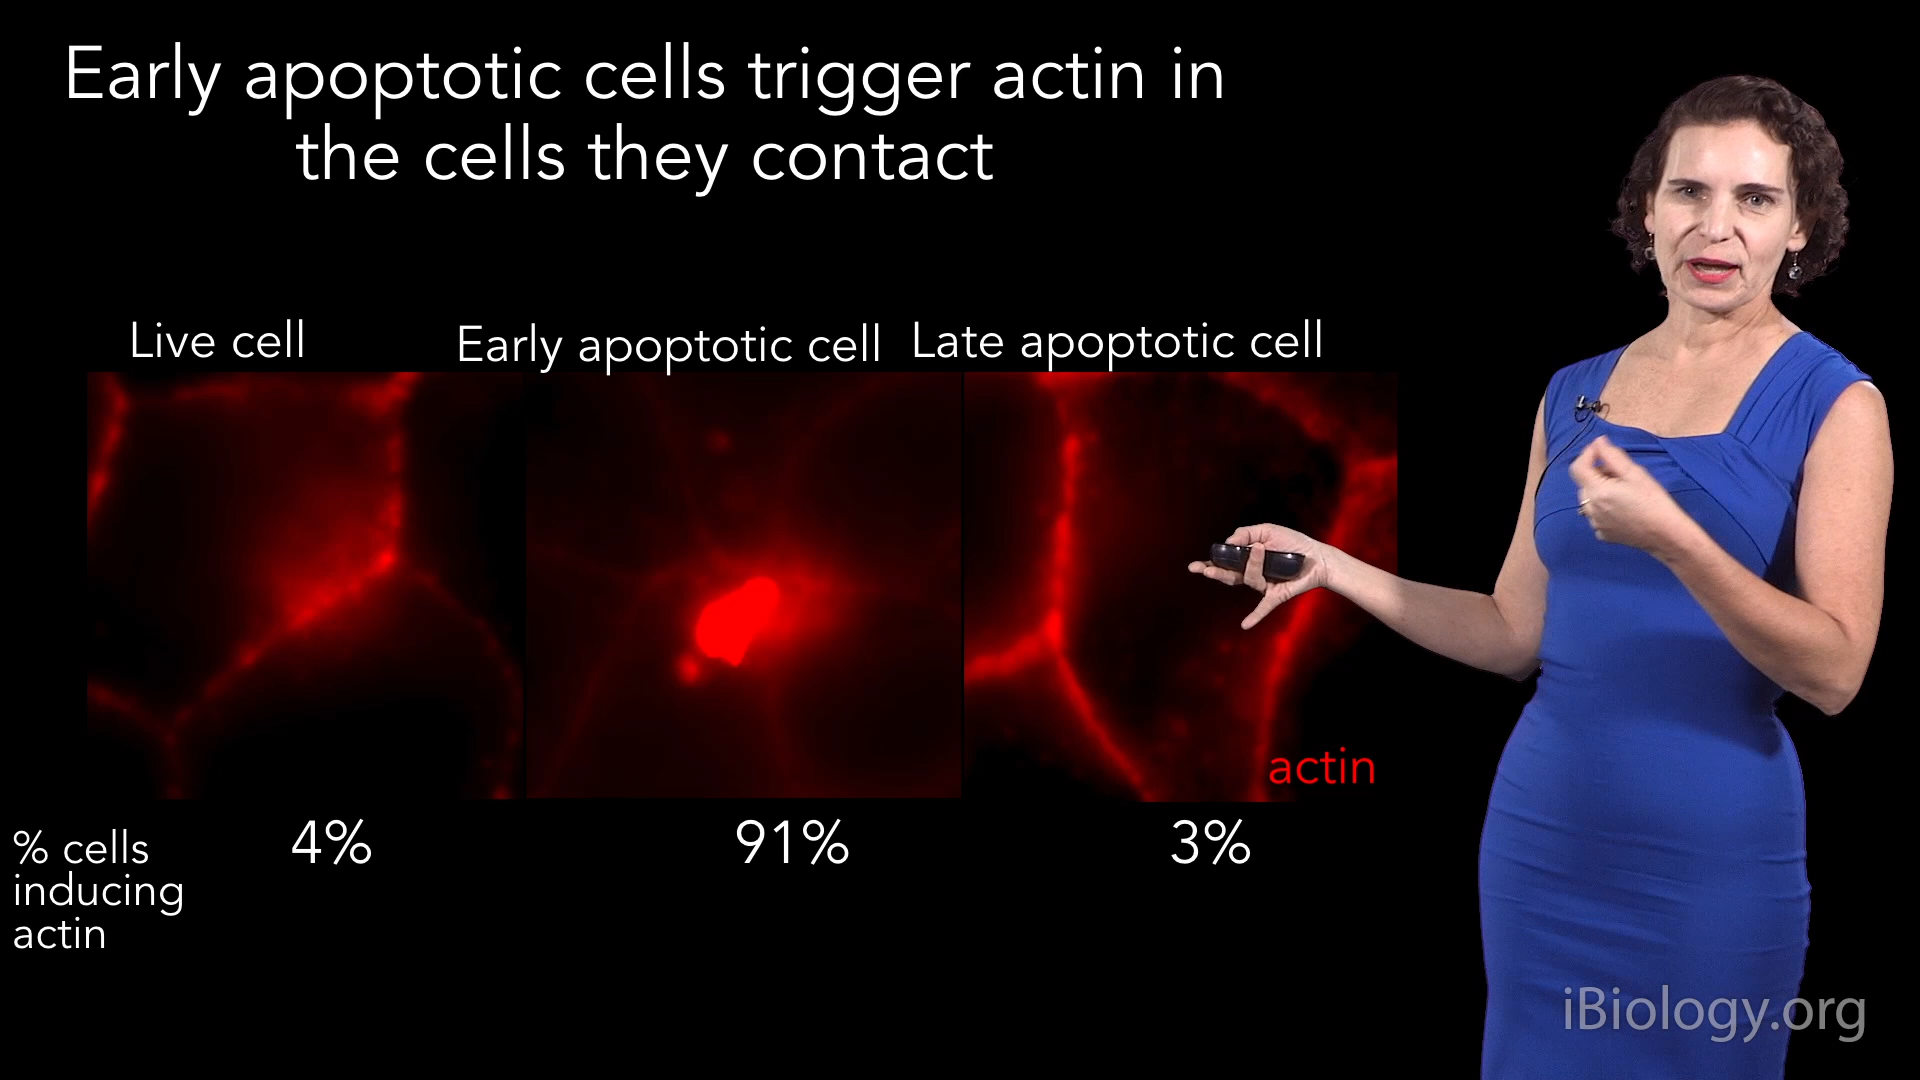 Early apoptotic cells trigger actin in
the cells they contact
Live cell
Early apoptotic cell
Late apoptotic cell
actin
% cells
inducing
actin
4%
91%
3%
iBiology.org